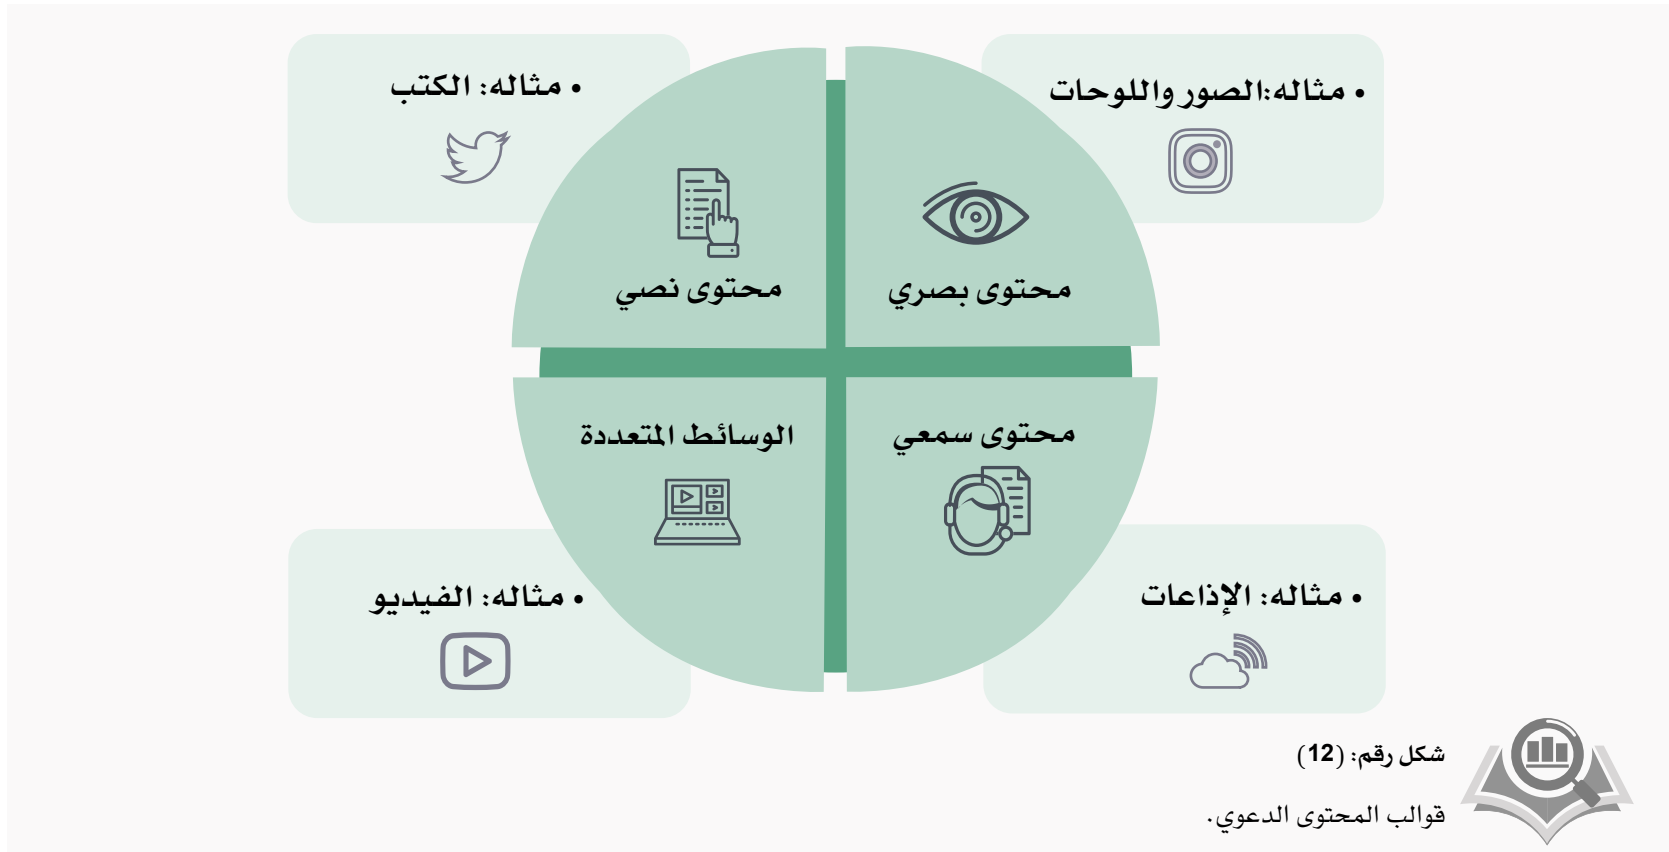 • مثاله:الصور واللوحات
• مثاله: الكتب
محتوى بصري
محتوى نصي
محتوى سمعي
الوسائط المتعددة
• مثاله: الإذاعات
• مثاله: الفيديو
شكل رقم: (12)
قوالب المحتوى الدعوي.